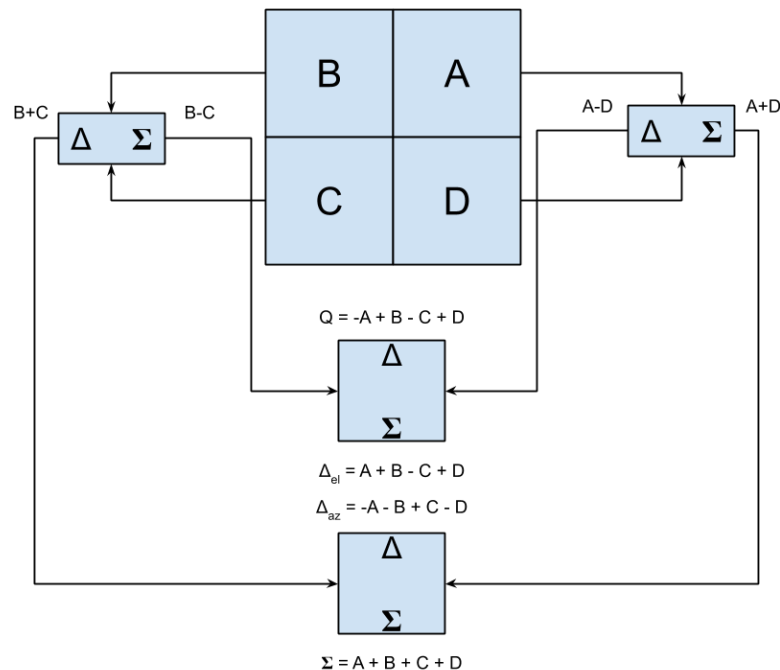 B A
B+C B-C A-D A+D
Δ Σ Δ Σ
C D
Q = -A + B - C + D
Δ
Σ
Δel = A + B - C + D
Δaz = -A - B + C - D
Δ
Σ
Σ = A + B + C + D